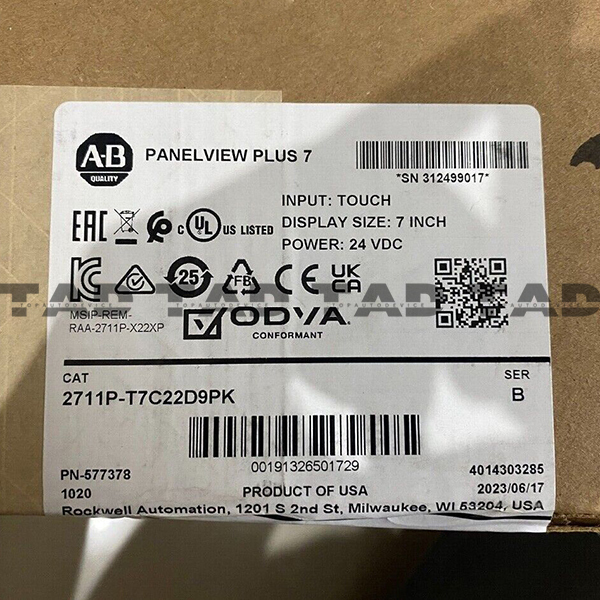 A-B
QUALITY
PANELVIEW PLUS 7
*SN 312499017*
INPUT: TOUCH
DISPLAY SIZE: 7 INCH
POWER: 24 VDC
EAC
C UL US LISTED
KC
25
FB
CE
UK
CA
MSIP-REM-
RAA-2711P-X22XP
ODVA
CONFORMANT
TOPAUTODEVICE
CAT
2711P-T7C22D9PK
SER
B
00191326501729
PN-577378
1020
PRODUCT OF USA
4014303285
2023/06/17
Rockwell Automation, 1201 S 2nd St, Milwaukee, WI 53204, USA